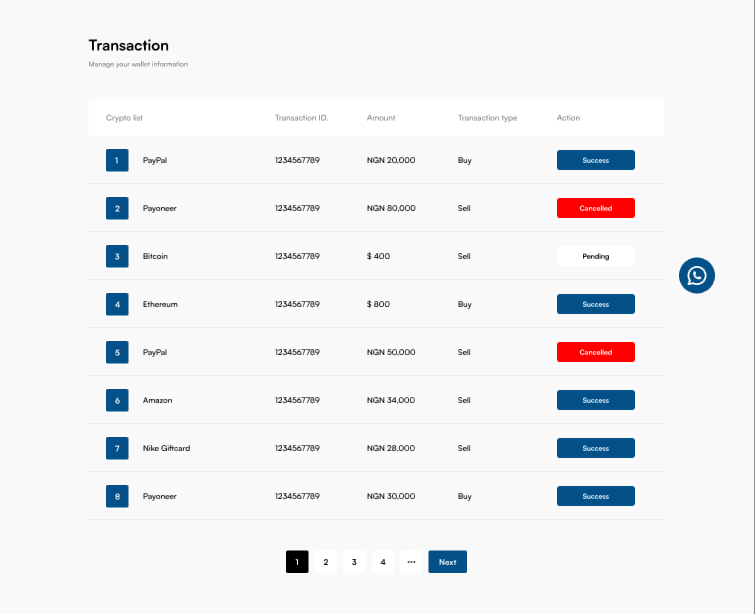 Transaction
Manage your wallet information
Crypto list Transaction ID. Amount Transaction type Action
1 PayPal 1234567789 NGN 20,000 Buy Success
2 Payoneer 1234567789 NGN 80,000 Sell Cancelled
3 Bitcoin 1234567789 $ 400 Sell Pending
4 Ethereum 1234567789 $ 800 Buy Success
5 PayPal 1234567789 NGN 50,000 Sell Cancelled
6 Amazon 1234567789 NGN 34,000 Sell Success
7 Nike Giftcard 1234567789 NGN 28,000 Sell Success
8 Payoneer 1234567789 NGN 30,000 Buy Success
1 2 3 4 ... Next